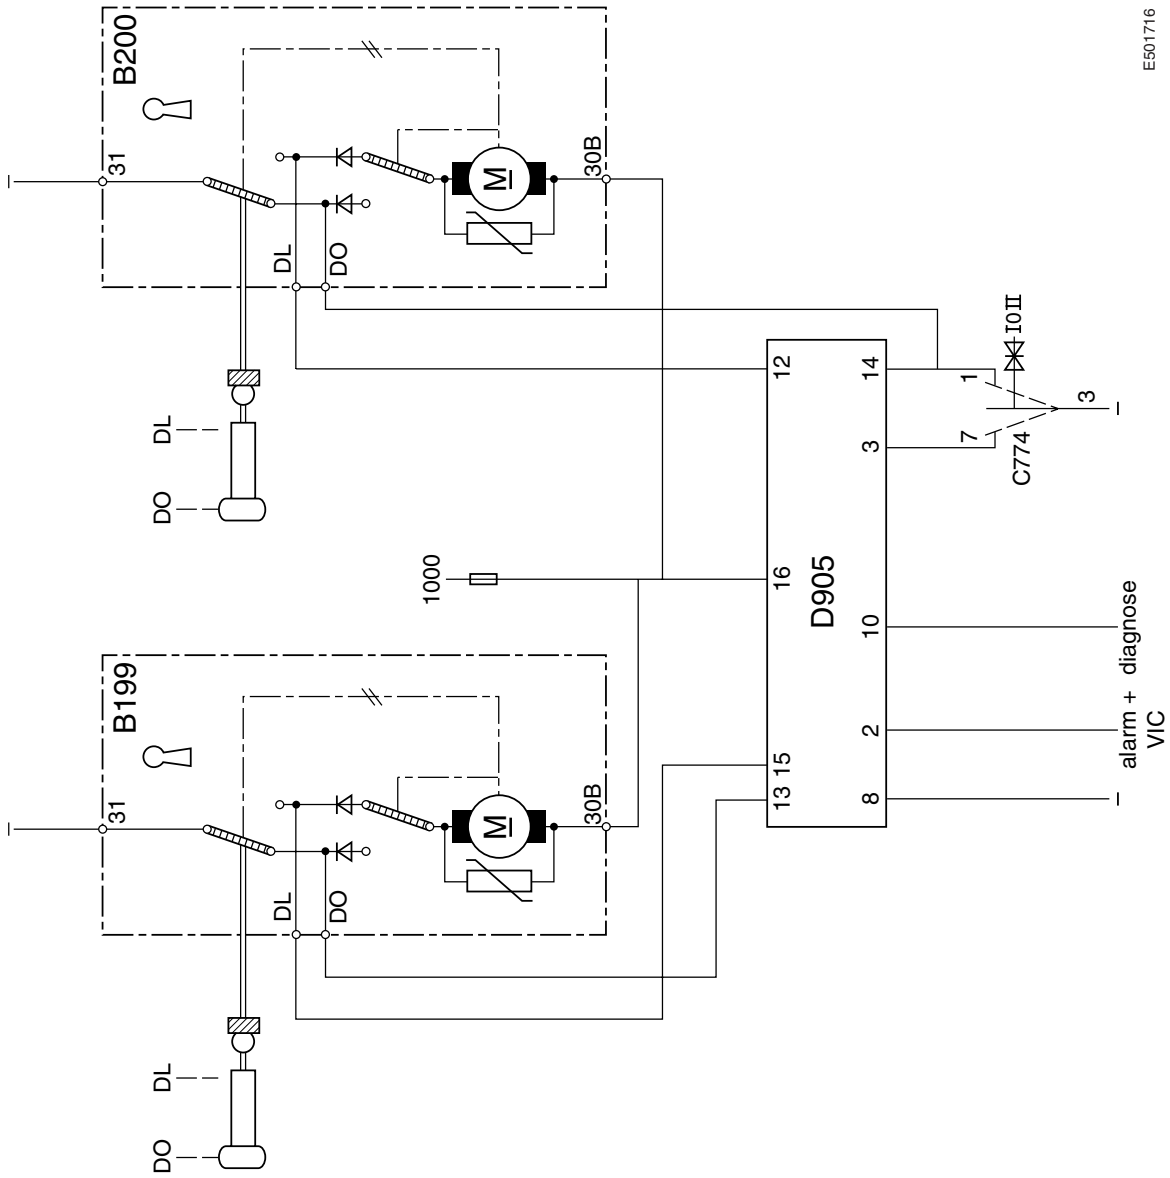 E501716
B200
31
DL
DO
M
30B
DL
DO
12
14
1
I0II
3
7
3
C774
1000
16
D905
10
B199
31
DL
DO
M
30B
DL
DO
15
13
2
8
alarm + diagnose
VIC